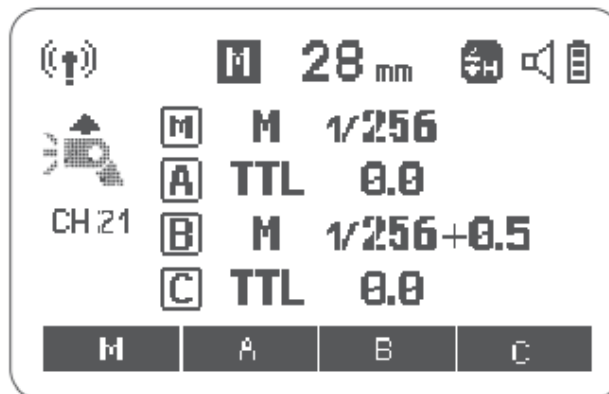 M 28 mm H
M M 1/256
A TTL 0.0
CH 21
B M 1/256+0.5
C TTL 0.0
M A B C